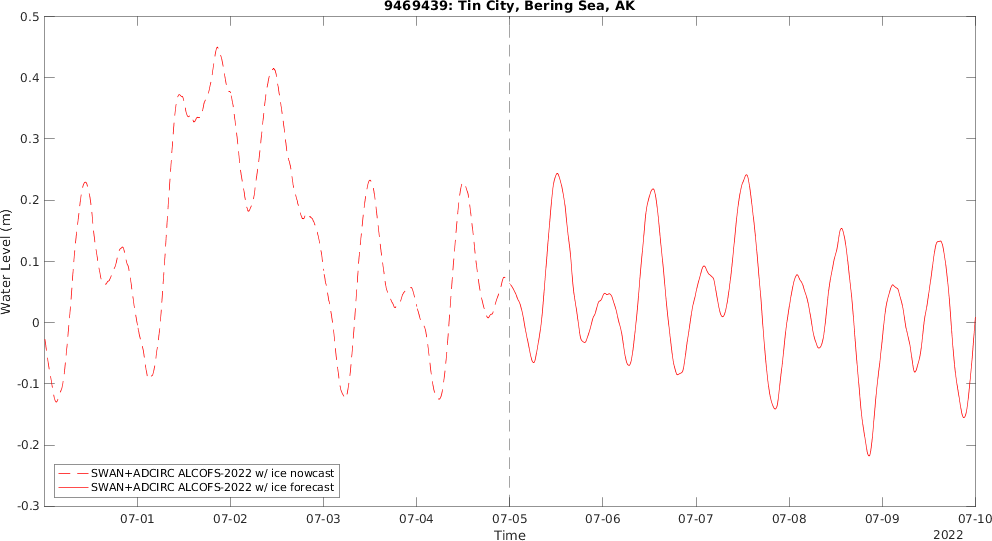 9469439: Tin City, Bering Sea, AK
0.5
0.4
0.3
0.2
0.1
0
-0.1
-0.2
-0.3
Water Level (m)
SWAN+ADCIRC ALCOFS-2022 w/ ice nowcast
SWAN+ADCIRC ALCOFS-2022 w/ ice forecast
07-01 07-02 07-03 07-04 07-05 07-06 07-07 07-08 07-09 07-10
Time
2022